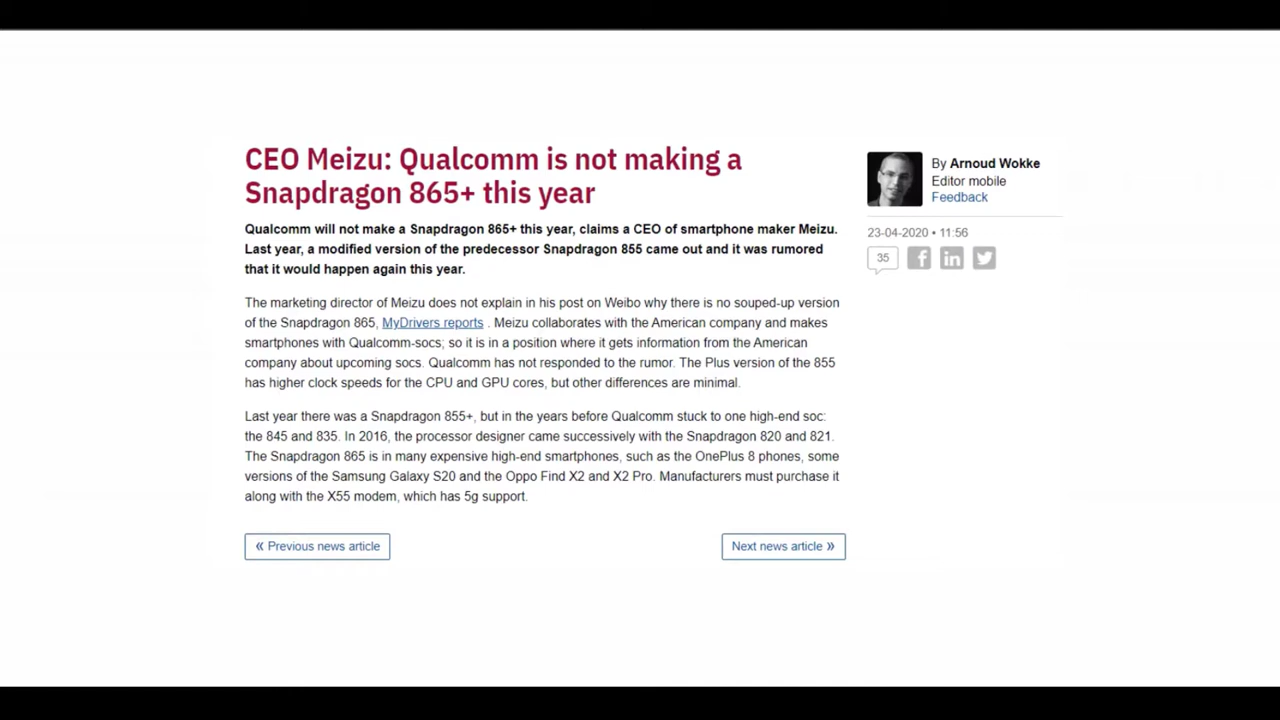 CEO Meizu: Qualcomm is not making a
Snapdragon 865+ this year
Qualcomm will not make a Snapdragon 865+ this year, claims a CEO of smartphone maker Meizu.
Last year, a modified version of the predecessor Snapdragon 855 came out and it was rumored
that it would happen again this year.
The marketing director of Meizu does not explain in his post on Weibo why there is no souped-up version
of the Snapdragon 865, MyDrivers reports . Meizu collaborates with the American company and makes
smartphones with Qualcomm-socs; so it is in a position where it gets information from the American
company about upcoming socs. Qualcomm has not responded to the rumor. The Plus version of the 855
has higher clock speeds for the CPU and GPU cores, but other differences are minimal.
Last year there was a Snapdragon 855+, but in the years before Qualcomm stuck to one high-end soc:
the 845 and 835. In 2016, the processor designer came successively with the Snapdragon 820 and 821.
The Snapdragon 865 is in many expensive high-end smartphones, such as the OnePlus 8 phones, some
versions of the Samsung Galaxy S20 and the Oppo Find X2 and X2 Pro. Manufacturers must purchase it
along with the X55 modem, which has 5g support.
« Previous news article
Next news article »
By Arnoud Wokke
Editor mobile
Feedback
23-04-2020 • 11:56
35